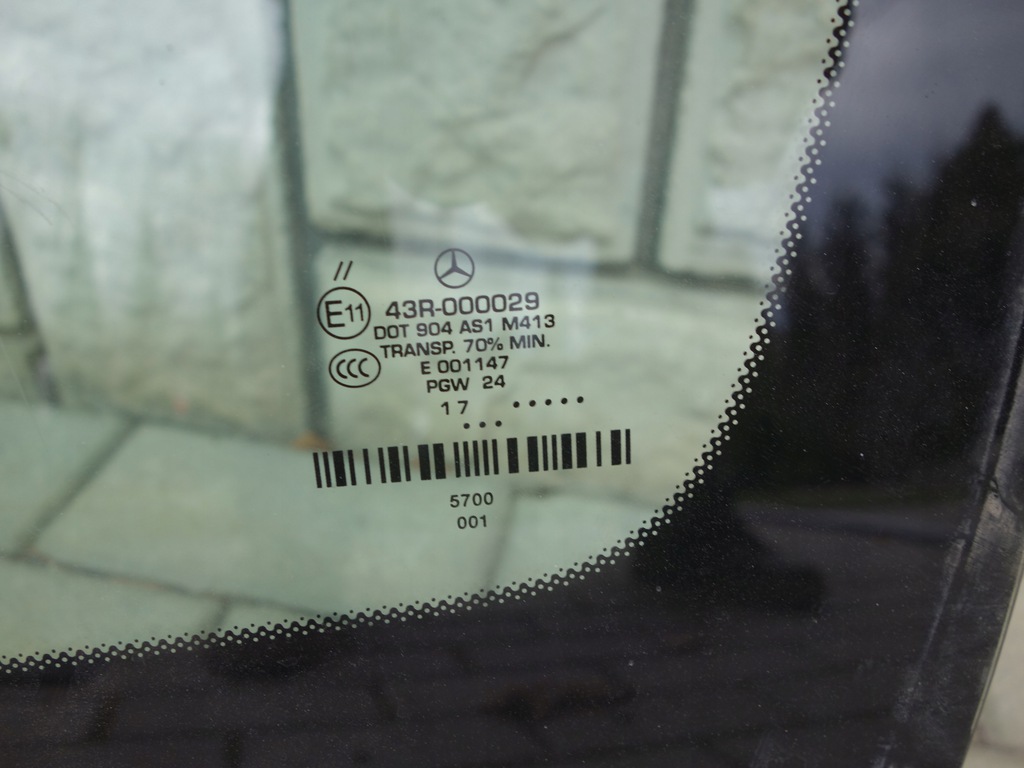 //
E11 43R-000029
DOT 904 AS1 M413
TRANSP. 70% MIN.
CCC E 001147
PGW 24
17 .....
...
5700
001